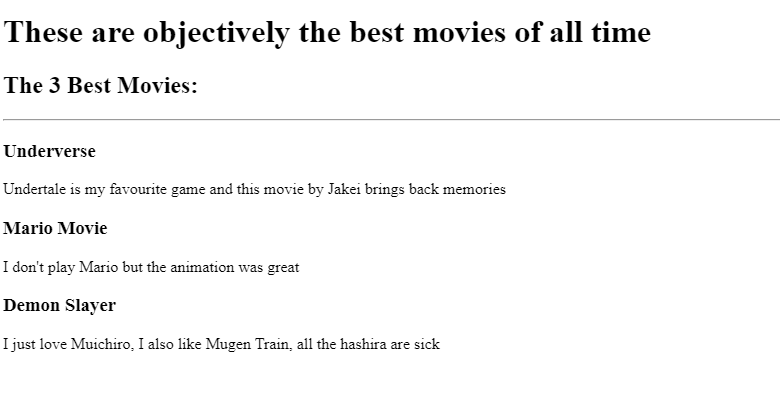 These are objectively the best movies of all time
The 3 Best Movies:
Underverse
Undertale is my favourite game and this movie by Jakei brings back memories
Mario Movie
I don't play Mario but the animation was great
Demon Slayer
I just love Muichiro, I also like Mugen Train, all the hashira are sick